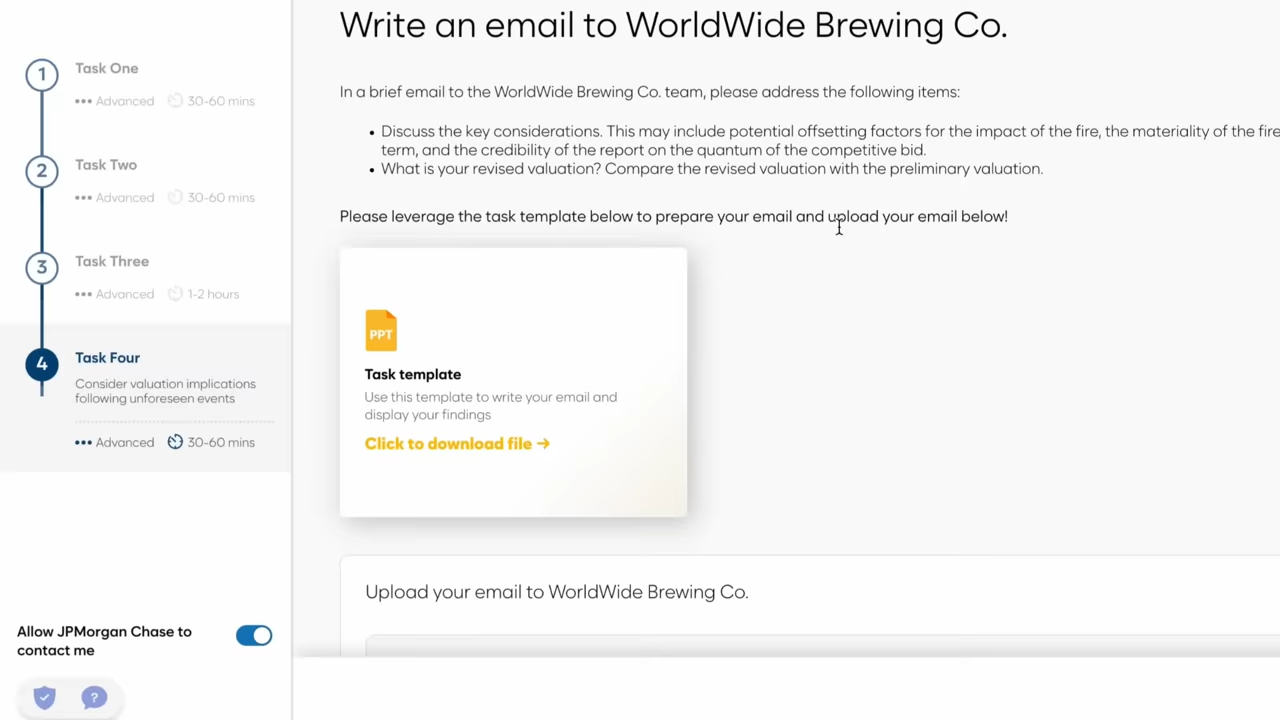 Write an email to WorldWide Brewing Co.
1
Task One
Advanced 30-60 mins
2
Task Two
Advanced 30-60 mins
3
Task Three
Advanced 1-2 hours
4
Task Four
Consider valuation implications
following unforeseen events
Advanced 30-60 mins
Allow JPMorgan Chase to
contact me
?
In a brief email to the WorldWide Brewing Co. team, please address the following items:
• Discuss the key considerations. This may include potential offsetting factors for the impact of the fire, the materiality of the fire
term, and the credibility of the report on the quantum of the competitive bid.
• What is your revised valuation? Compare the revised valuation with the preliminary valuation.
Please leverage the task template below to prepare your email and upload your email below!
PPT
Task template
Use this template to write your email and
display your findings
Click to download file →
Upload your email to WorldWide Brewing Co.